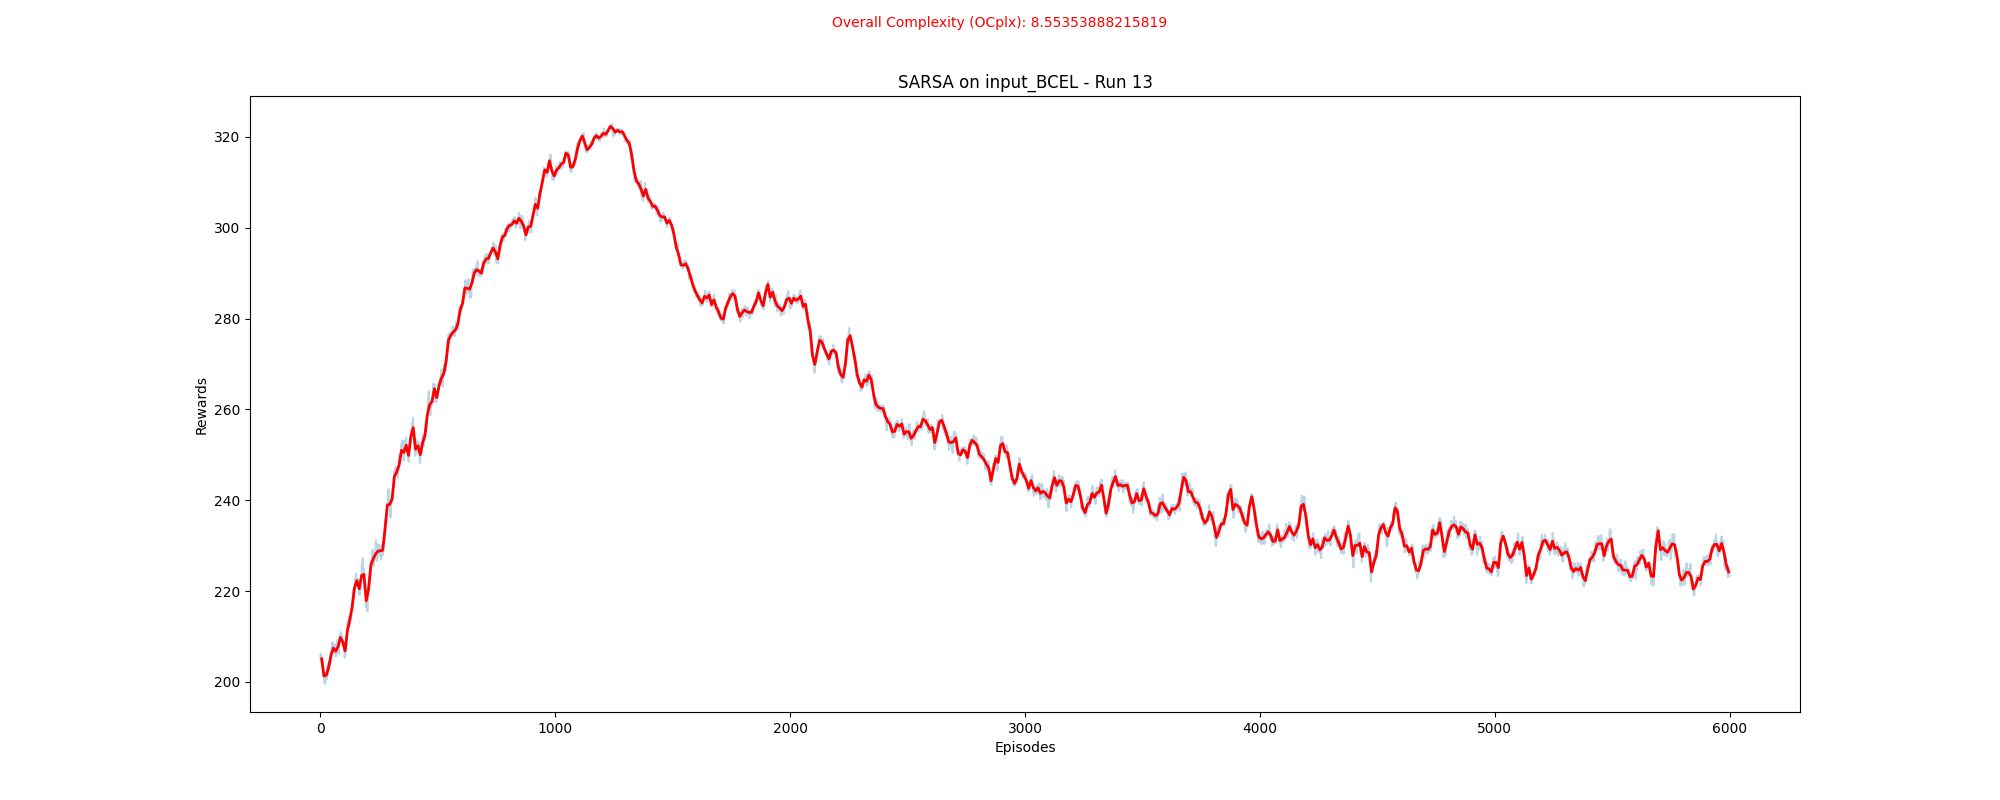 Overall Complexity (OCplx): 8.55353888215819
SARSA on input_BCEL - Run 13
320
300
280
260
240
220
200
Rewards
0 1000 2000 3000 4000 5000 6000
Episodes